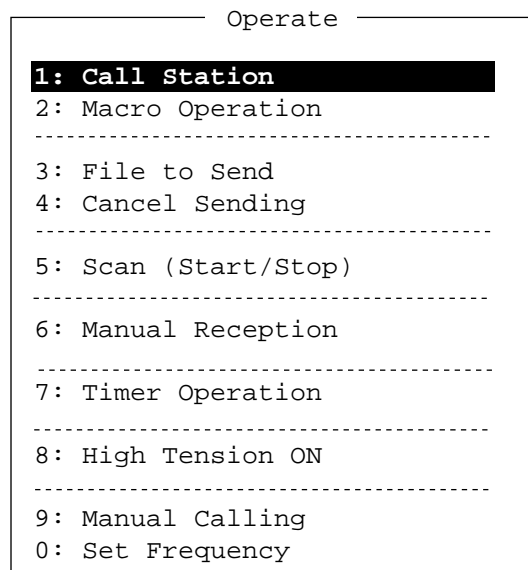 Operate
1: Call Station
2: Macro Operation
3: File to Send
4: Cancel Sending
5: Scan (Start/Stop)
6: Manual Reception
7: Timer Operation
8: High Tension ON
9: Manual Calling
0: Set Frequency